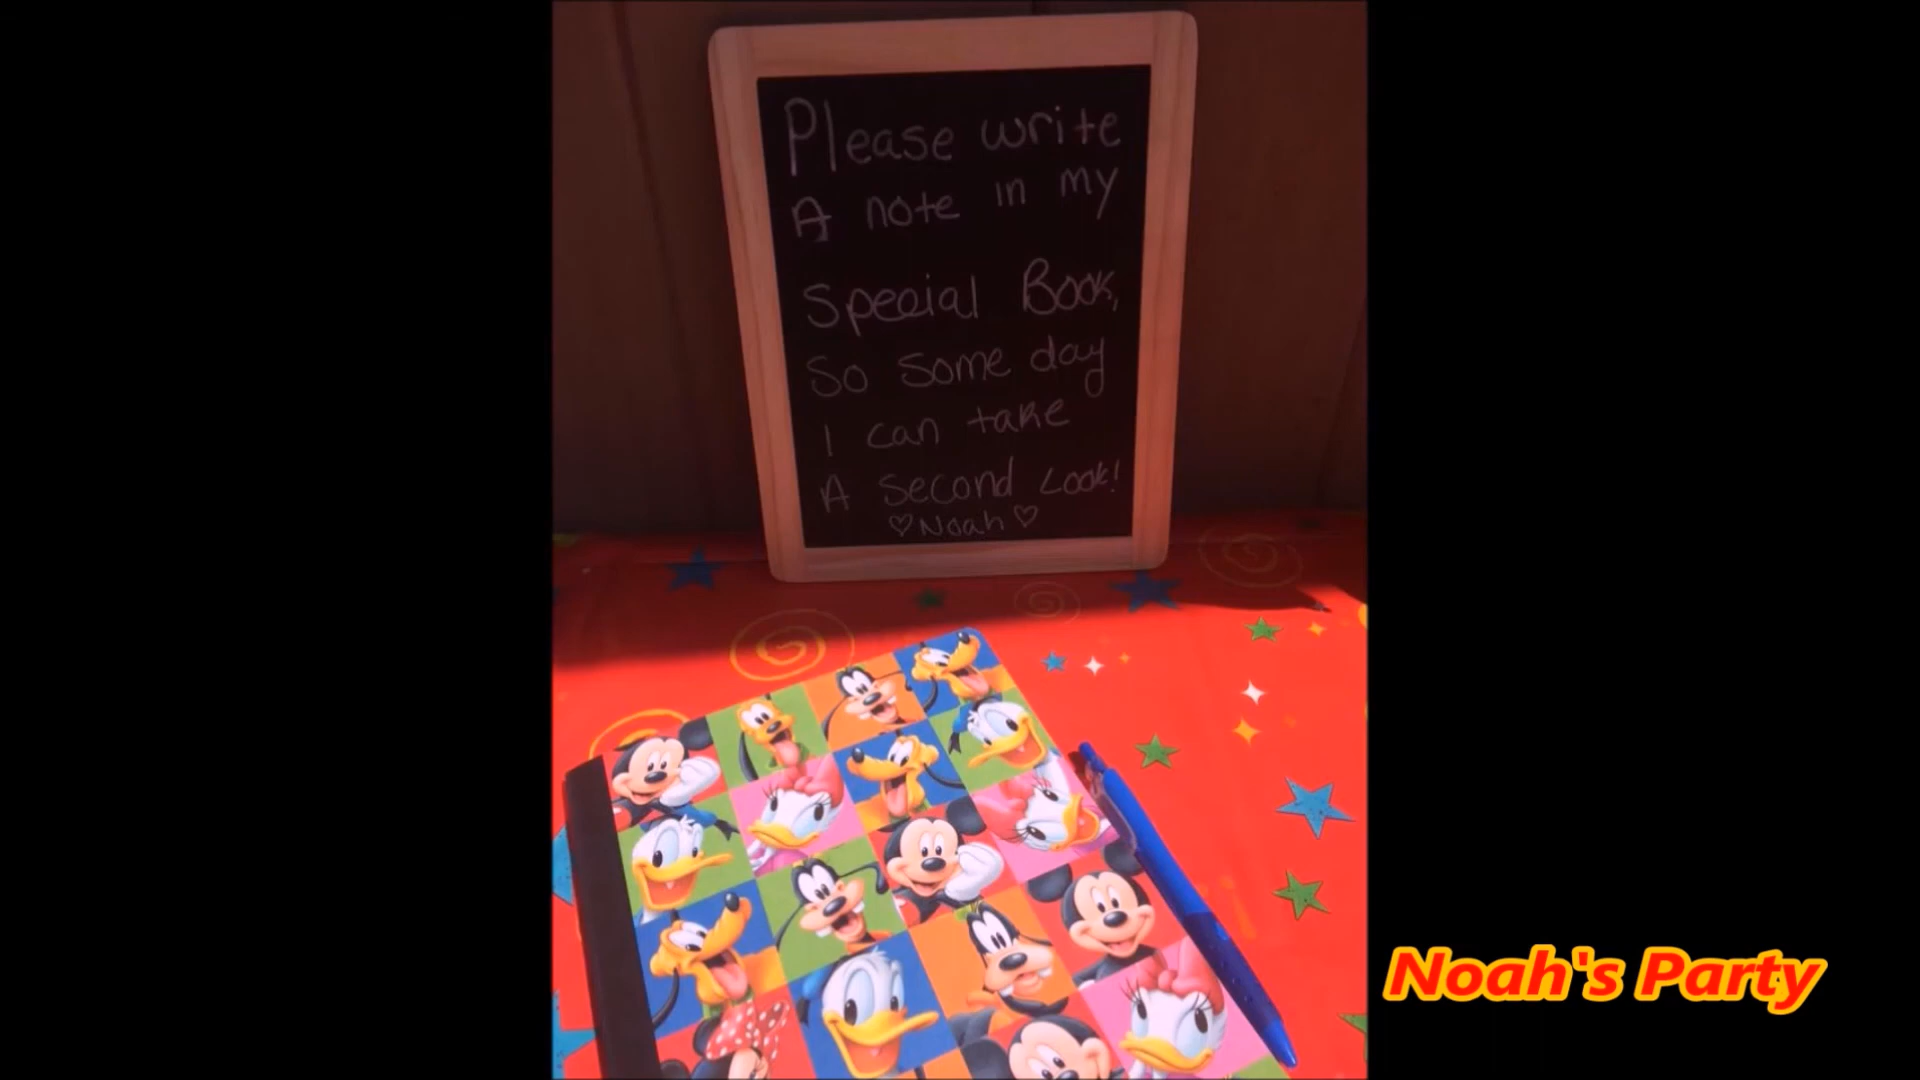 Please write
A note in my
Special Book,
So some day
I can take
A Second Look!
♡Noah♡
Noah's Party